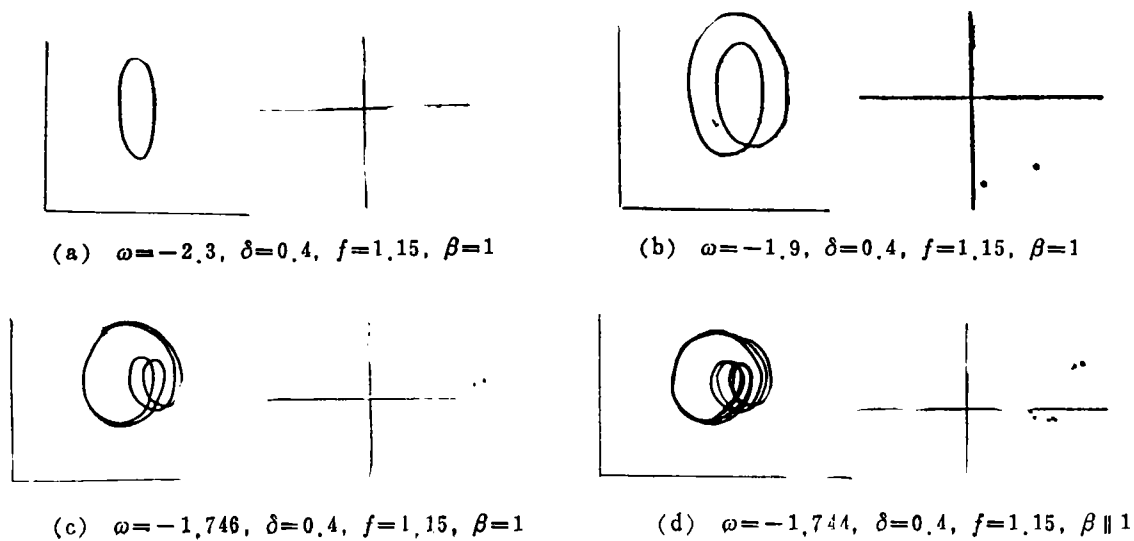 (a) ω=-2.3, δ=0.4, f=1.15, β=1
(b) ω=-1.9, δ=0.4, f=1.15, β=1
(c) ω=-1.746, δ=0.4, f=1.15, β=1
(d) ω=-1.744, δ=0.4, f=1.15, β‖1